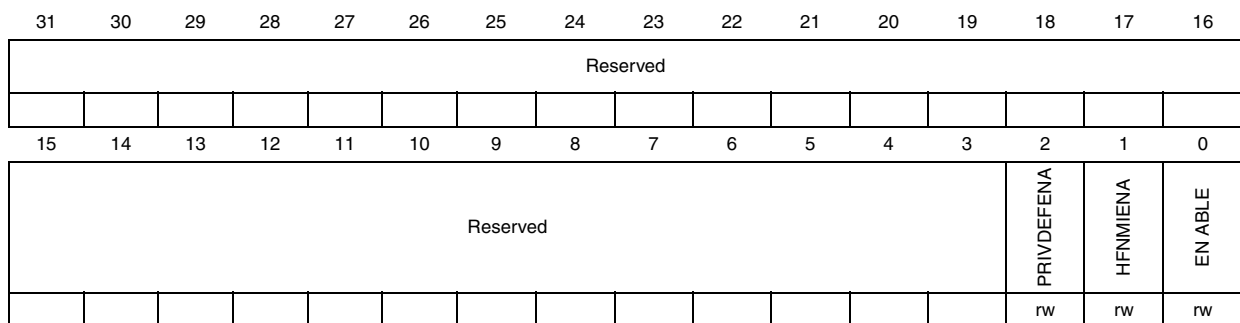 31 30 29 28 27 26 25 24 23 22 21 20 19 18 17 16
Reserved
15 14 13 12 11 10 9 8 7 6 5 4 3 2 1 0
Reserved PRIVDEFENA HFNMIENA EN ABLE
rw rw rw